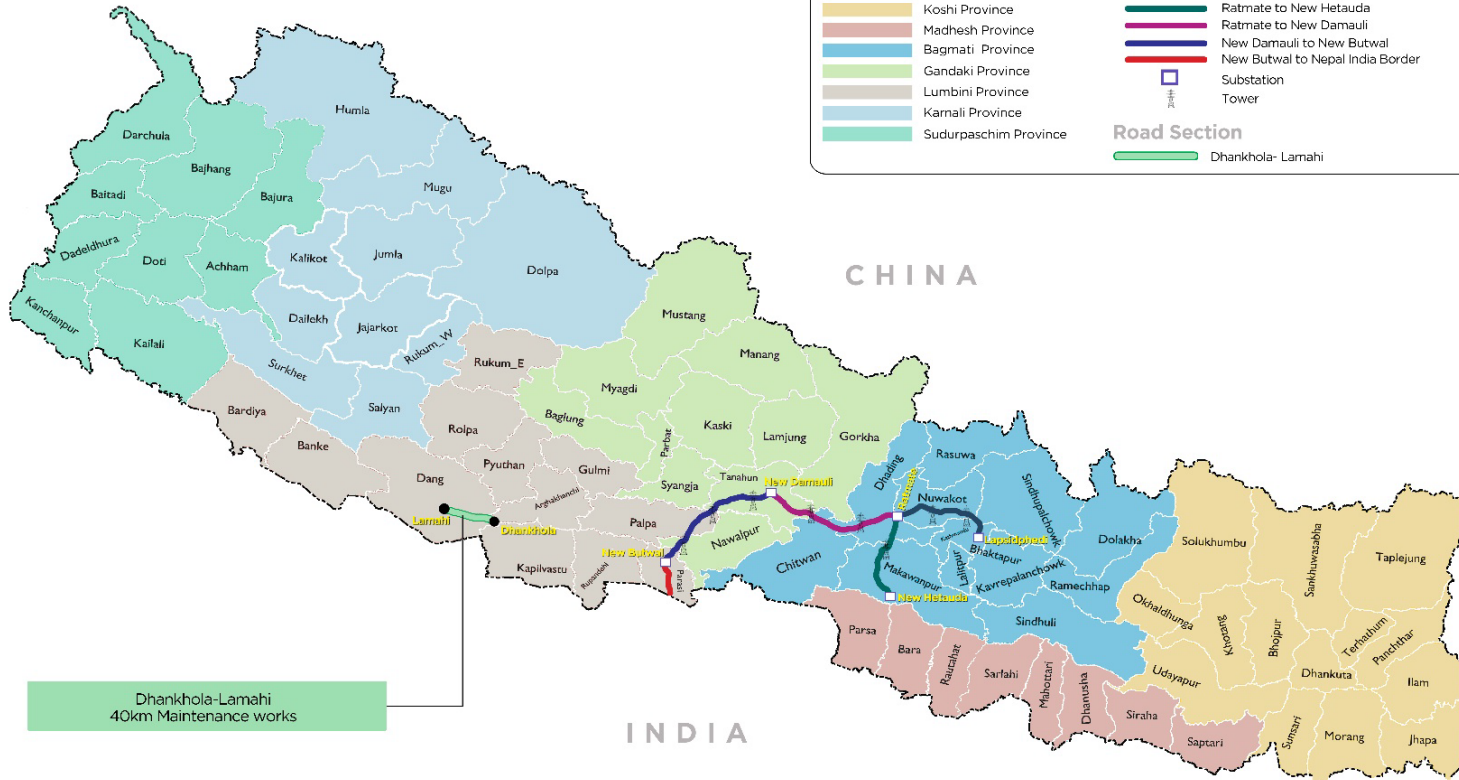 Koshi Province
Madhesh Province
Bagmati Province
Gandaki Province
Lumbini Province
Karnali Province
Sudurpaschim Province
Ratmate to New Hetauda
Ratmate to New Damauli
New Damauli to New Butwal
New Butwal to Nepal India Border
Substation
Tower
Road Section
Dhankhola- Lamahi
Humla
Darchula
Bajhang
Mugu
Baitadi
Bajura
Dadeldhura
Doti
Achham
Kalikot
Jumla
Dolpa
CHINA
Kanchanpur
Kailali
Dailekh
Jajarkot
Rukum_W
Mustang
Surkhet
Salyan
Rukum_E
Manang
Myagdi
Bardiya
Banke
Rolpa
Baglung
Parbat
Kaski
Lamjung
Gorkha
Dang
Pyuthan
Gulmi
Arghakhanchi
Syangja
Tanahun
New Damauli
Dhading
Rasuwa
Ratmate
Nuwakot
Sindhupalchowk
Lamahi
Dhankhola
Palpa
Nawalpur
New Butwal
Kapilvastu
Rupandehi
Parasi
Chitwan
Kathmandu
Lapsidphedi
Bhaktapur
Lalitpur
Kavrepalanchowk
Dolakha
Ramechhap
Makawanpur
New Hetauda
Sindhuli
Solukhumbu
Sankhuwasabha
Taplejung
Okhaldhunga
Khotang
Bhojpur
Terhathum
Panchthar
Parsa
Bara
Rautahat
Sarlahi
Mahottari
Dhanusha
Siraha
Saptari
Udayapur
Dhankuta
Ilam
Sunsari
Morang
Jhapa
Dhankhola-Lamahi
40km Maintenance works
INDIA